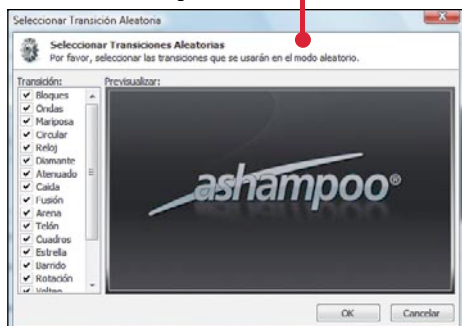 Seleccionar Transición Aleatoria
Seleccionar Transiciones Aleatorias
Por favor, seleccionar las transiciones que se usarán en el modo aleatorio.
Transición:
Previsualizar:
Bloques
Ondas
Mariposa
Circular
Reloj
Diamante
Atenuado
Caida
Fusión
Arena
Telón
Cuadros
Estrella
Barrido
Rotación
ashampoo®
OK
Cancelar